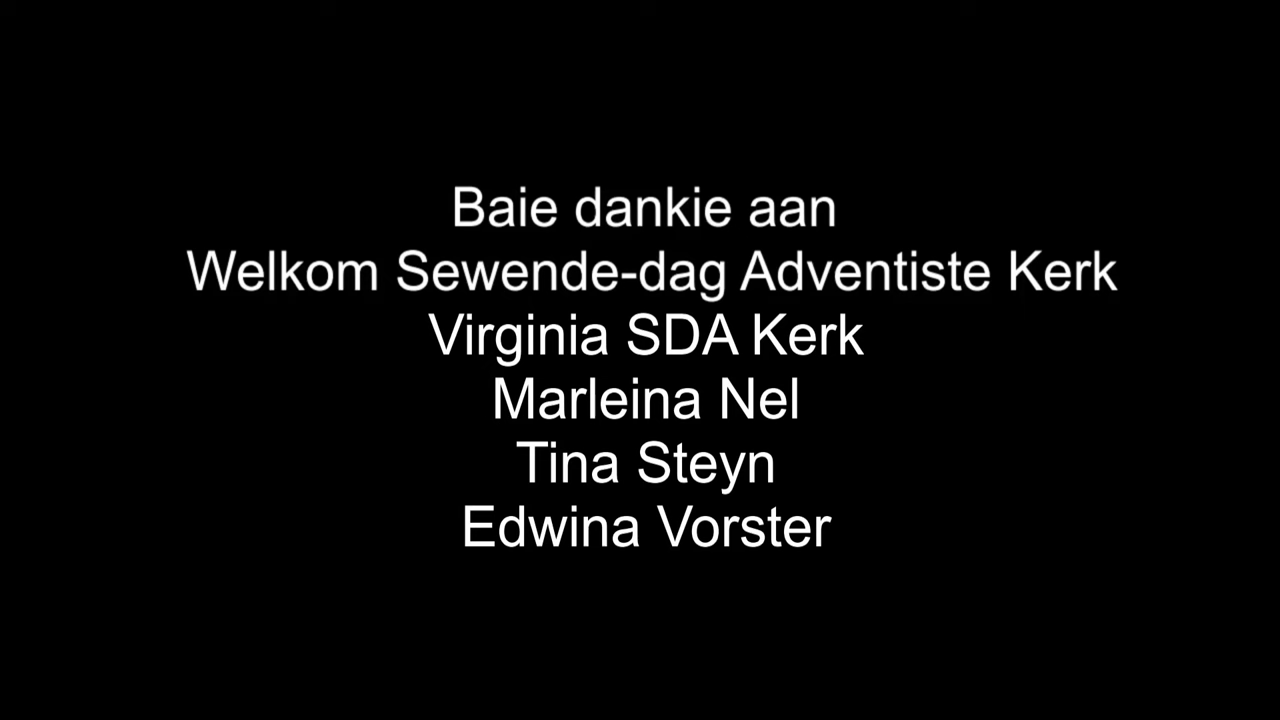 Baie dankie aan
Welkom Sewende-dag Adventiste Kerk
Virginia SDA Kerk
Marleina Nel
Tina Steyn
Edwina Vorster